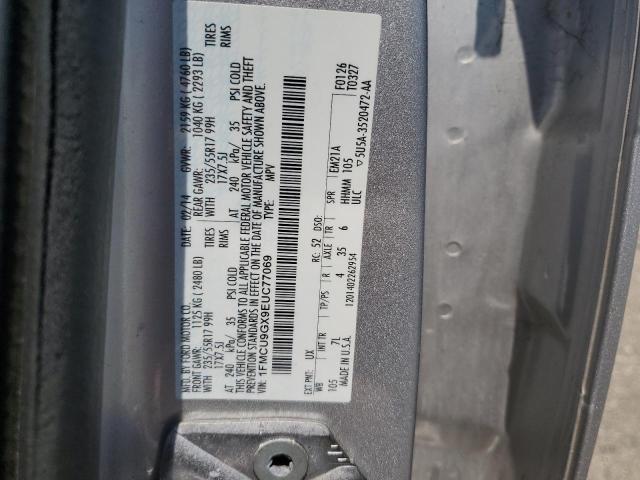 MFD. BY FORD MOTOR CO.
DATE: 02/14 GVWR: 2159 KG ( 4760 LB)
FRONT GAWR: 1125 KG ( 2480 LB) REAR GAWR: 1040 KG ( 2293 LB)
WITH 235/55R17 99H TIRES WITH 235/55R17 99H TIRES
17X7.5J RIMS 17X7.5J RIMS
AT 240 kPa/ 35 PSI COLD AT 240 kPa/ 35 PSI COLD
THIS VEHICLE CONFORMS TO ALL APPLICABLE FEDERAL MOTOR VEHICLE SAFETY AND THEFT
PREVENTION STANDARDS IN EFFECT ON THE DATE OF MANUFACTURE SHOWN ABOVE.
VIN: 1FMCU9GX9EUC77069 TYPE: MPV
F0126
T0327
EXT PNT: UX RC: 52 DSO:
WB INT TR TP/PS R AXLE TR SPR EM21A
105 7L 4 35 6 HHMM 105
MADE IN U.S.A. 1201402262954 ULC
▽5U5A-3520472-AA